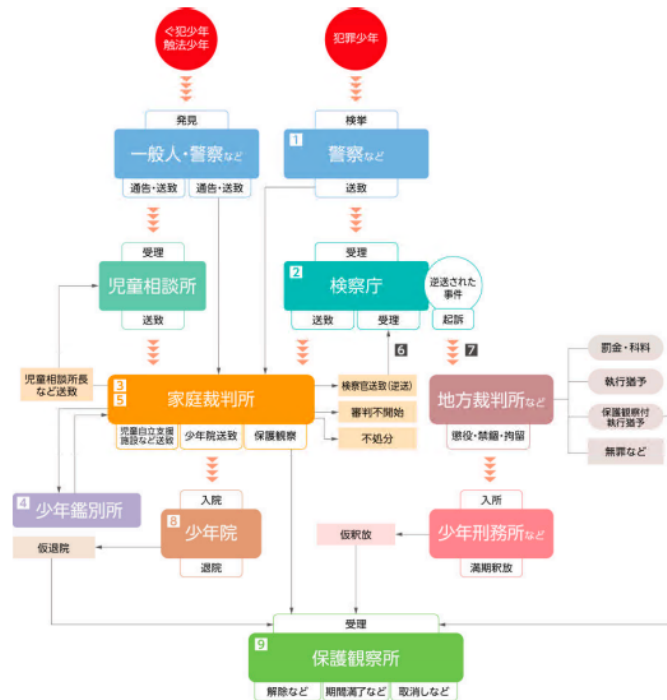 ぐ犯少年
触法少年
犯罪少年
発見
検挙
一般人・警察など
1
警察など
通告・送致
通告・送致
送致
受理
受理
児童相談所
2
検察庁
逆送された
事件
送致
送致
受理
起訴
6
7
罰金・科料
児童相談所長
など送致
3
5
家庭裁判所
検察官送致(逆送)
審判不開始
不処分
地方裁判所など
執行猶予
保護観察付
執行猶予
無罪など
児童自立支援
施設など送致
少年院送致
保護観察
懲役・禁錮・拘留
4
少年鑑別所
入院
8
少年院
退院
仮退院
入所
少年刑務所など
満期釈放
仮釈放
受理
9
保護観察所
解除など
期間満了など
取消しなど